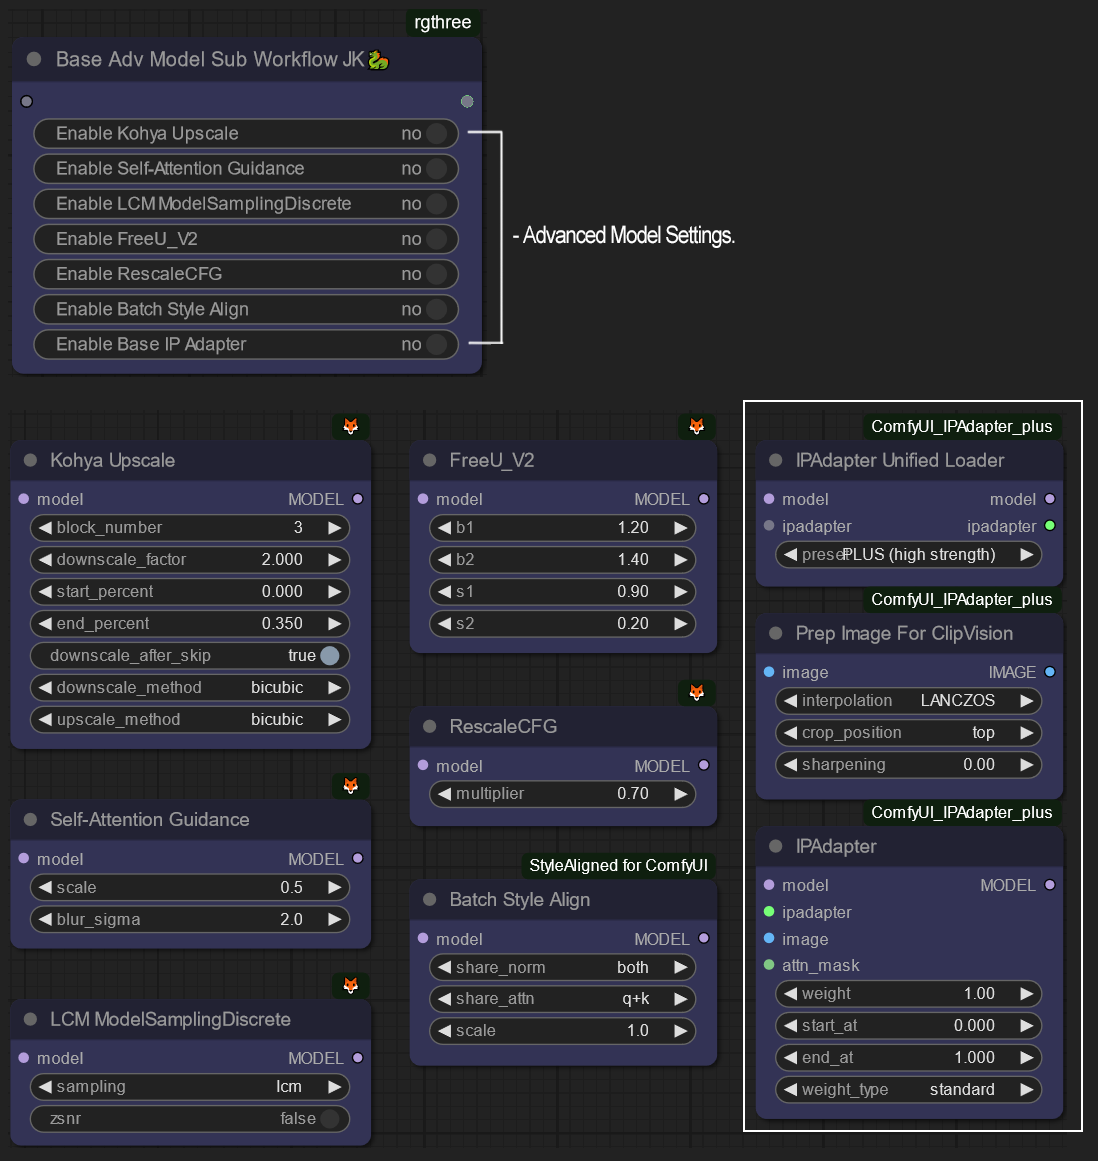 rgthree
Base Adv Model Sub Workflow JK🐉
Enable Kohya Upscale no
Enable Self-Attention Guidance no
Enable LCM ModelSamplingDiscrete no
Enable FreeU_V2 no
Enable RescaleCFG no
Enable Batch Style Align no
Enable Base IP Adapter no
- Advanced Model Settings.
Kohya Upscale
model MODEL
block_number 3
downscale_factor 2.000
start_percent 0.000
end_percent 0.350
downscale_after_skip true
downscale_method bicubic
upscale_method bicubic
Self-Attention Guidance
model MODEL
scale 0.5
blur_sigma 2.0
LCM ModelSamplingDiscrete
model MODEL
sampling lcm
zsnr false
FreeU_V2
model MODEL
b1 1.20
b2 1.40
s1 0.90
s2 0.20
RescaleCFG
model MODEL
multiplier 0.70
StyleAligned for ComfyUI
Batch Style Align
model MODEL
share_norm both
share_attn q+k
scale 1.0
ComfyUI_IPAdapter_plus
IPAdapter Unified Loader
model model
ipadapter ipadapter
preset PLUS (high strength)
ComfyUI_IPAdapter_plus
Prep Image For ClipVision
image IMAGE
interpolation LANCZOS
crop_position top
sharpening 0.00
ComfyUI_IPAdapter_plus
IPAdapter
model MODEL
ipadapter
image
attn_mask
weight 1.00
start_at 0.000
end_at 1.000
weight_type standard